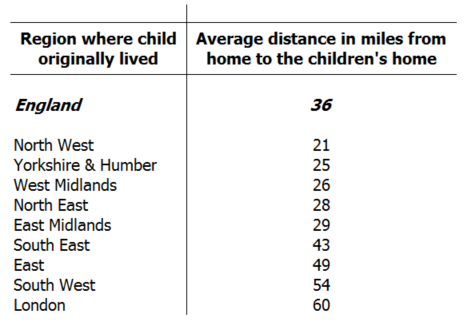 Region where child Average distance in miles from
originally lived home to the children's home
England 36
North West 21
Yorkshire & Humber 25
West Midlands 26
North East 28
East Midlands 29
South East 43
East 49
South West 54
London 60